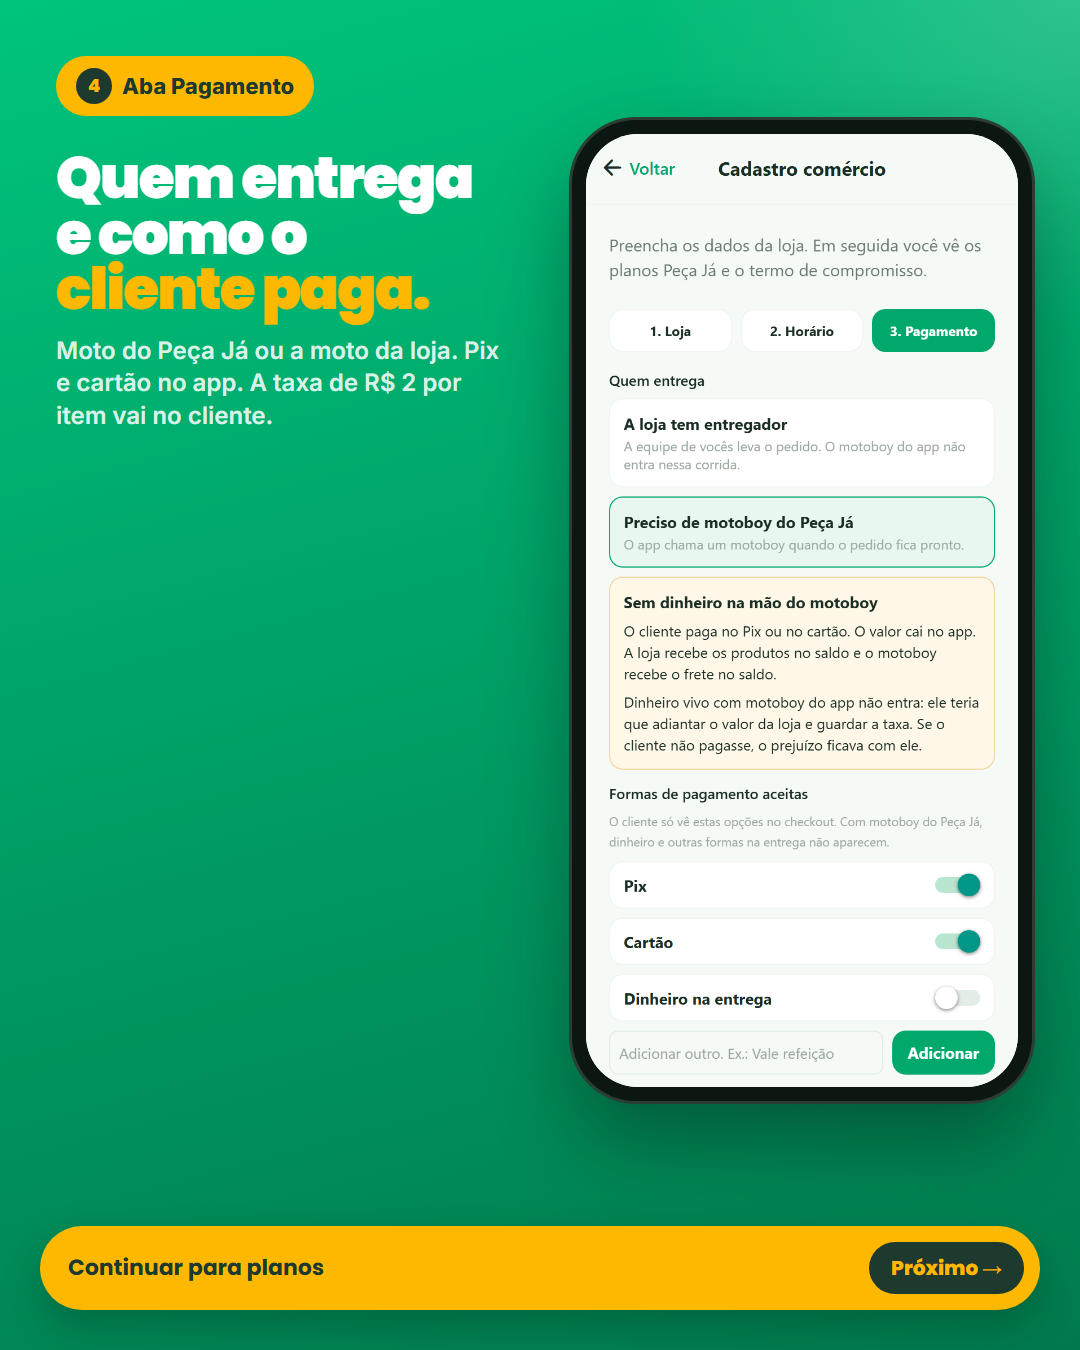 4 Aba Pagamento
Quem entrega
e como o
cliente paga.
Moto do Peça Já ou a moto da loja. Pix
e cartão no app. A taxa de R$ 2 por
item vai no cliente.
← Voltar
Cadastro comércio
Preencha os dados da loja. Em seguida você vê os
planos Peça Já e o termo de compromisso.
1. Loja
2. Horário
3. Pagamento
Quem entrega
A loja tem entregador
A equipe de vocês leva o pedido. O motoboy do app não
entra nessa corrida.
Preciso de motoboy do Peça Já
O app chama um motoboy quando o pedido fica pronto.
Sem dinheiro na mão do motoboy
O cliente paga no Pix ou no cartão. O valor cai no app.
A loja recebe os produtos no saldo e o motoboy
recebe o frete no saldo.
Dinheiro vivo com motoboy do app não entra: ele teria
que adiantar o valor da loja e guardar a taxa. Se o
cliente não pagasse, o prejuízo ficava com ele.
Formas de pagamento aceitas
O cliente só vê estas opções no checkout. Com motoboy do Peça Já,
dinheiro e outras formas na entrega não aparecem.
Pix
Cartão
Dinheiro na entrega
Adicionar outro. Ex.: Vale refeição
Adicionar
Continuar para planos
Próximo →